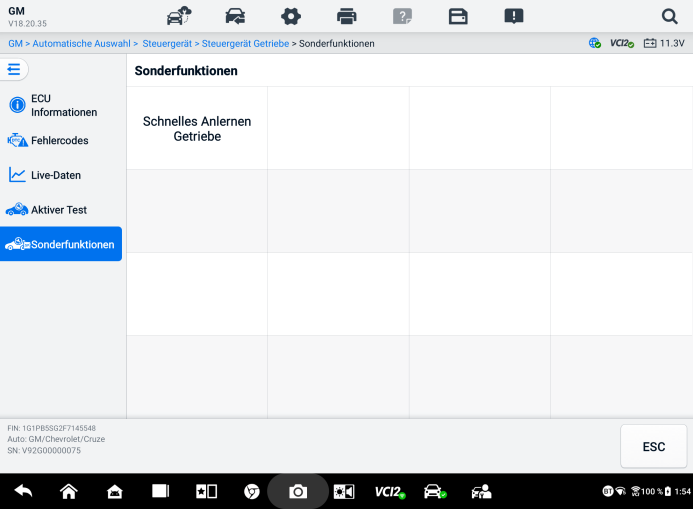 GM
V18.20.35
GM > Automatische Auswahl > Steuergerät > Steuergerät Getriebe > Sonderfunktionen
VCI2
11.3V
Sonderfunktionen
ECU
Informationen
Fehlercodes
Live-Daten
Aktiver Test
Sonderfunktionen
Schnelles Anlernen
Getriebe
FIN: 1G1PB5SG2F7145548
Auto: GM/Chevrolet/Cruze
SN: V92G00000075
ESC
VCI2
BT
100 %
1:54